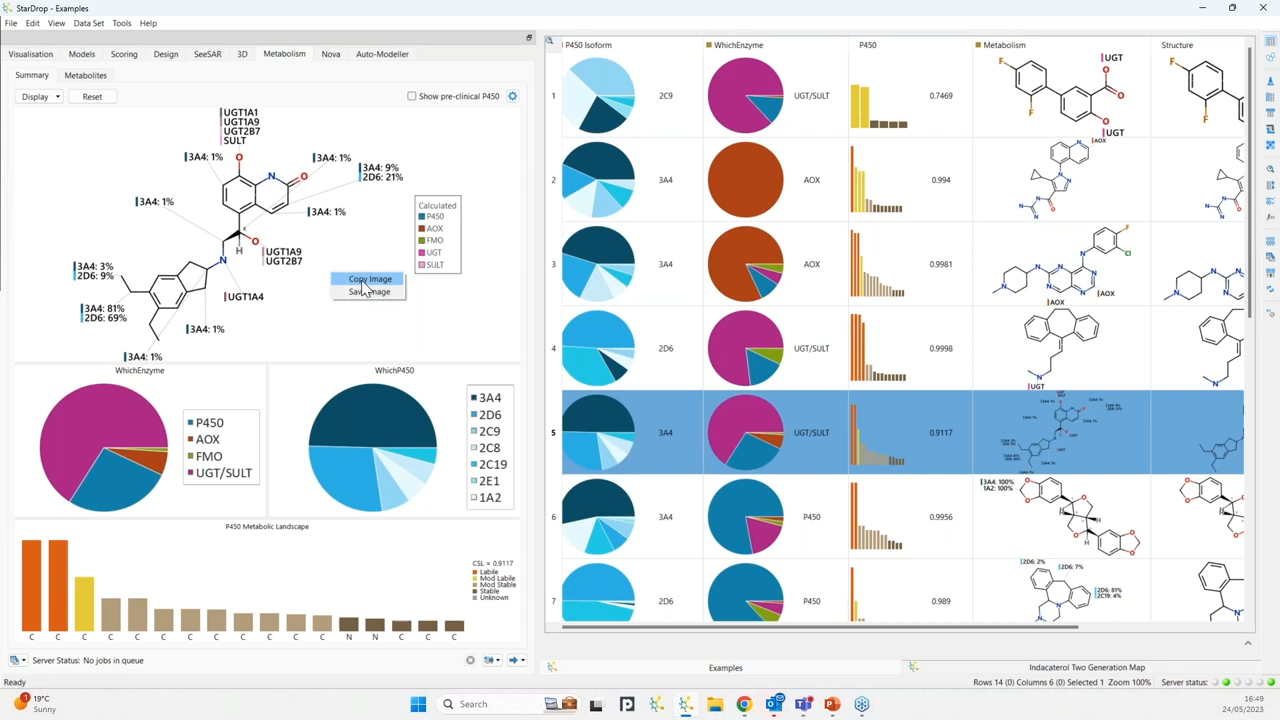 StarDrop - Examples
File Edit View Data Set Tools Help
Visualisation Models Scoring Design SeeSAR 3D Metabolism Nova Auto-Modeller
Summary Metabolites
Display Reset Show pre-clinical P450
UGT1A1
UGT1A9
UGT2B7
SULT
3A4: 1%
O
3A4: 1%
3A4: 9%
2D6: 21%
N
O
3A4: 1%
3A4: 1%
O
H
UGT1A9
UGT2B7
N
3A4: 3%
2D6: 9%
UGT1A4
3A4: 81%
2D6: 69%
3A4: 1%
3A4: 1%
Calculated
P450
AOX
FMO
UGT
SULT
Copy Image
Save Image
WhichEnzyme
P450
AOX
FMO
UGT/SULT
WhichP450
3A4
2D6
2C9
2C8
2C19
2E1
1A2
P450 Metabolic Landscape
CSL = 0.9117
Labile
Mod Labile
Mod Stable
Stable
Unknown
C C C C C C C C C C C C N N C C C
Server Status: No jobs in queue
Ready
P450 Isoform WhichEnzyme P450 Metabolism Structure
1 2C9 UGT/SULT 0.7469
F
F
UGT
O
O
O
UGT
F
F
2 3A4 AOX 0.994
AOX
3 3A4 AOX 0.9981
F
Cl
N
AOX
AOX
4 2D6 UGT/SULT 0.9998
N
UGT
N
5 3A4 UGT/SULT 0.9117
6 3A4 P450 0.9956
3A4: 100%
1A2: 100%
7 2D6 P450 0.989
2D6: 2%
2D6: 7%
2D6: 81%
2C19: 4%
Examples Indacaterol Two Generation Map
Rows 14 (0) Columns 6 (0) Selected 1 Zoom 100% Server status:
19°C
Sunny
Search
16:49
24/05/2023